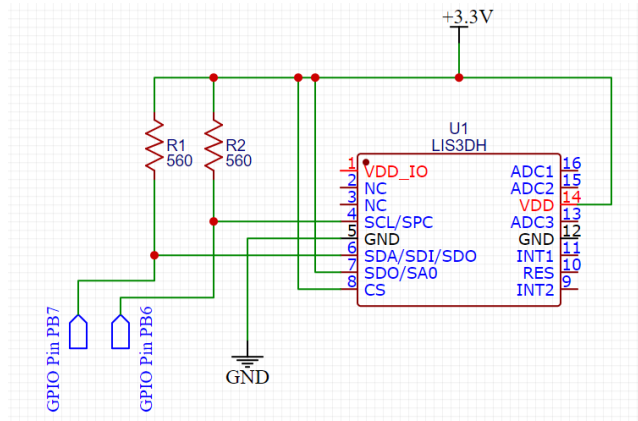 +3.3V
U1
LIS3DH
R1
560
R2
560
1 VDD_IO ADC1 16
2 NC ADC2 15
3 NC VDD 14
4 SCL/SPC ADC3 13
5 GND GND 12
6 SDA/SDI/SDO INT1 11
7 SDO/SA0 RES 10
8 CS INT2 9
GPIO Pin PB7
GPIO Pin PB6
GND